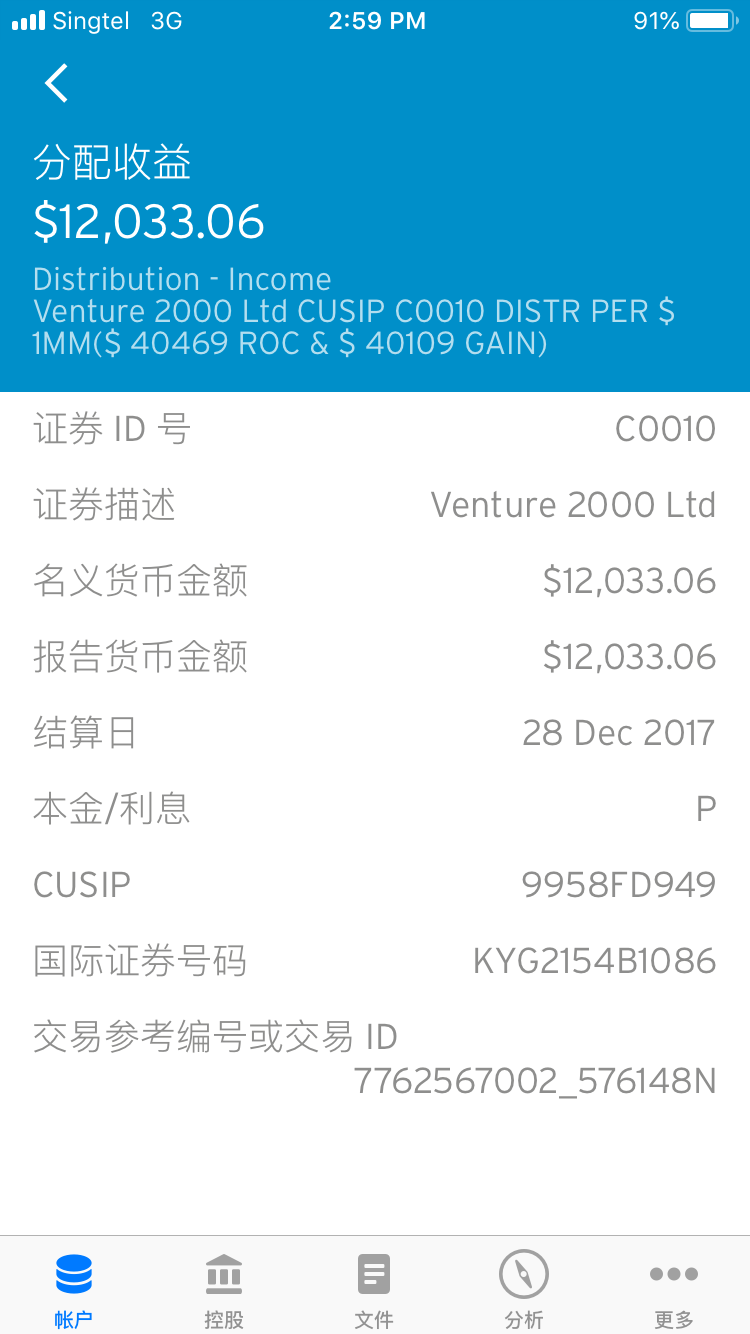 Singtel 3G 2:59 PM 91%
分配收益
$12,033.06
Distribution - Income
Venture 2000 Ltd CUSIP C0010 DISTR PER $
1MM($ 40469 ROC & $ 40109 GAIN)
证券 ID 号 C0010
证券描述 Venture 2000 Ltd
名义货币金额 $12,033.06
报告货币金额 $12,033.06
结算日 28 Dec 2017
本金/利息 P
CUSIP 9958FD949
国际证券号码 KYG2154B1086
交易参考编号或交易 ID
7762567002_576148N
帐户 控股 文件 分析 更多